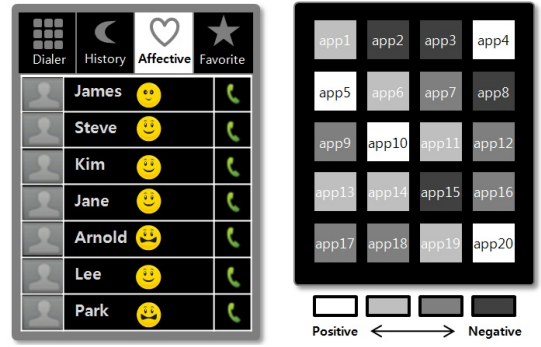 Dialer History Affective Favorite
James
Steve
Kim
Jane
Arnold
Lee
Park
app1 app2 app3 app4
app5 app6 app7 app8
app9 app10 app11 app12
app13 app14 app15 app16
app17 app18 app19 app20
Positive Negative